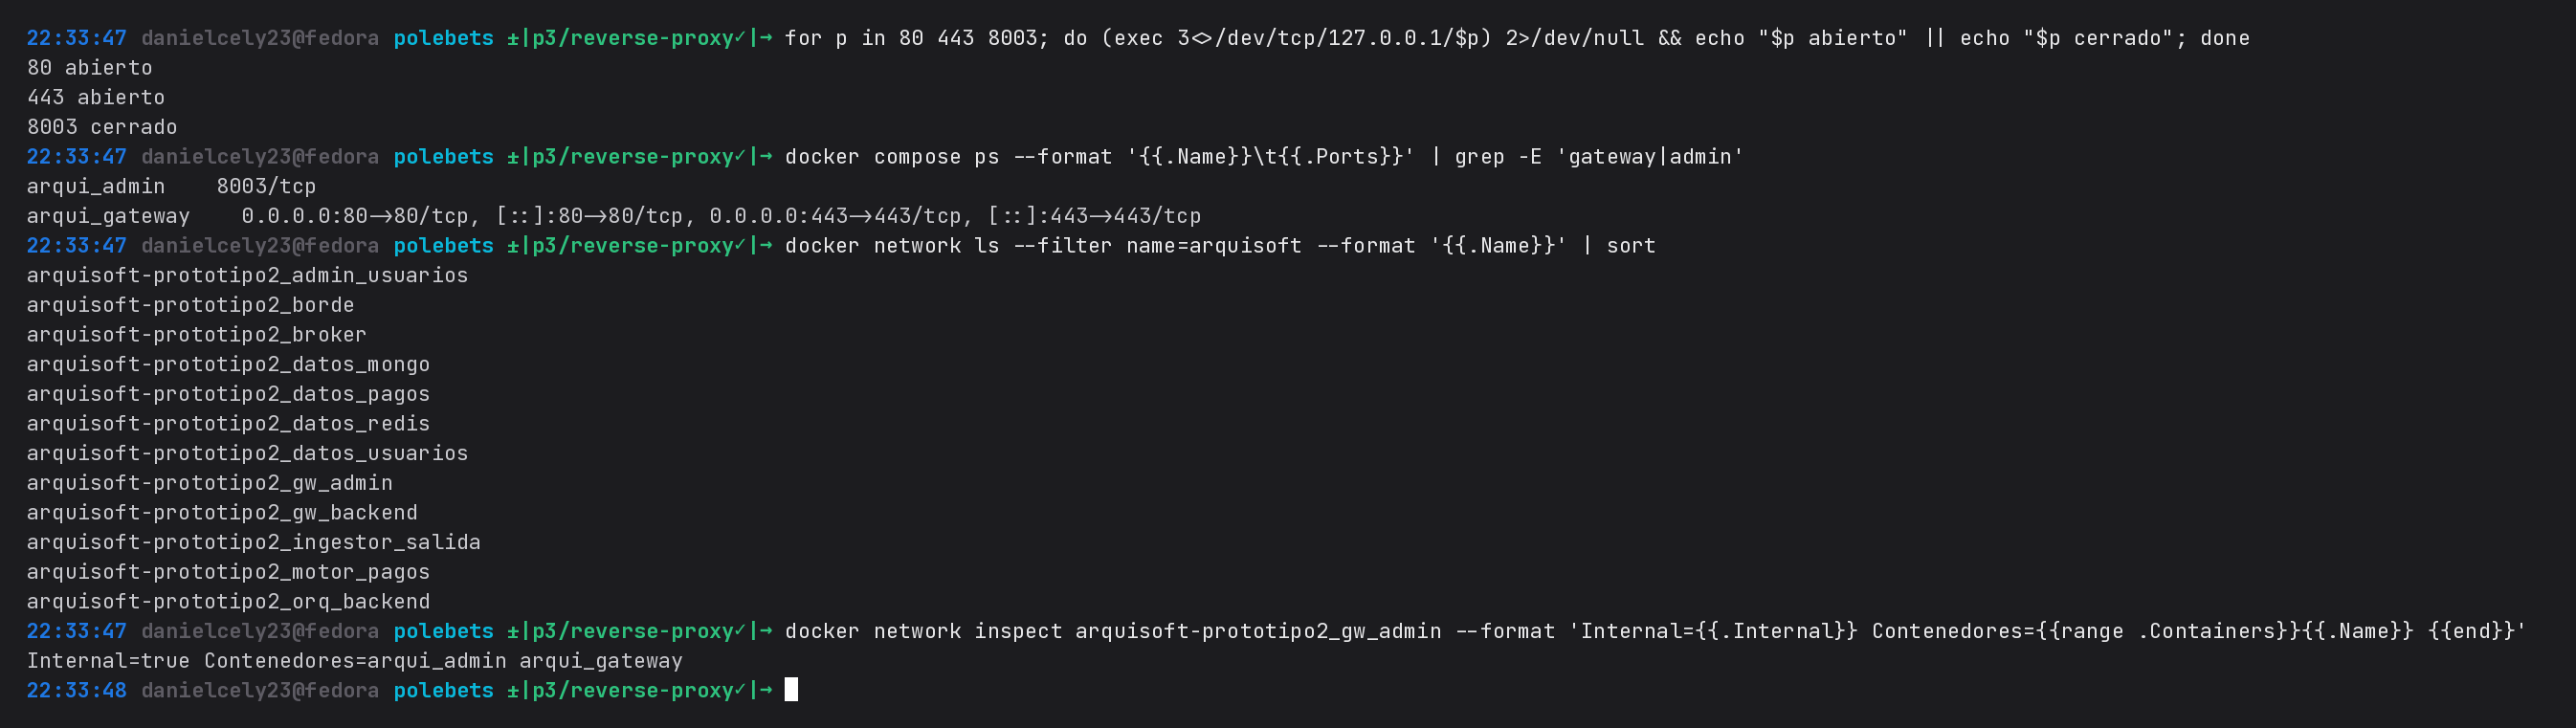 22:33:47 danielcely23@fedora polebets ±|p3/reverse-proxy✓|→ for p in 80 443 8003; do (exec 3<>/dev/tcp/127.0.0.1/$p) 2>/dev/null && echo "$p abierto" || echo "$p cerrado"; done
80 abierto
443 abierto
8003 cerrado
22:33:47 danielcely23@fedora polebets ±|p3/reverse-proxy✓|→ docker compose ps --format '{{.Name}}\t{{.Ports}}' | grep -E 'gateway|admin'
arqui_admin    8003/tcp
arqui_gateway    0.0.0.0:80->80/tcp, [::]:80->80/tcp, 0.0.0.0:443->443/tcp, [::]:443->443/tcp
22:33:47 danielcely23@fedora polebets ±|p3/reverse-proxy✓|→ docker network ls --filter name=arquisoft --format '{{.Name}}' | sort
arquisoft-prototipo2_admin_usuarios
arquisoft-prototipo2_borde
arquisoft-prototipo2_broker
arquisoft-prototipo2_datos_mongo
arquisoft-prototipo2_datos_pagos
arquisoft-prototipo2_datos_redis
arquisoft-prototipo2_datos_usuarios
arquisoft-prototipo2_gw_admin
arquisoft-prototipo2_gw_backend
arquisoft-prototipo2_ingestor_salida
arquisoft-prototipo2_motor_pagos
arquisoft-prototipo2_orq_backend
22:33:47 danielcely23@fedora polebets ±|p3/reverse-proxy✓|→ docker network inspect arquisoft-prototipo2_gw_admin --format 'Internal={{.Internal}} Contenedores={{range .Containers}}{{.Name}} {{end}}'
Internal=true Contenedores=arqui_admin arqui_gateway
22:33:48 danielcely23@fedora polebets ±|p3/reverse-proxy✓|→